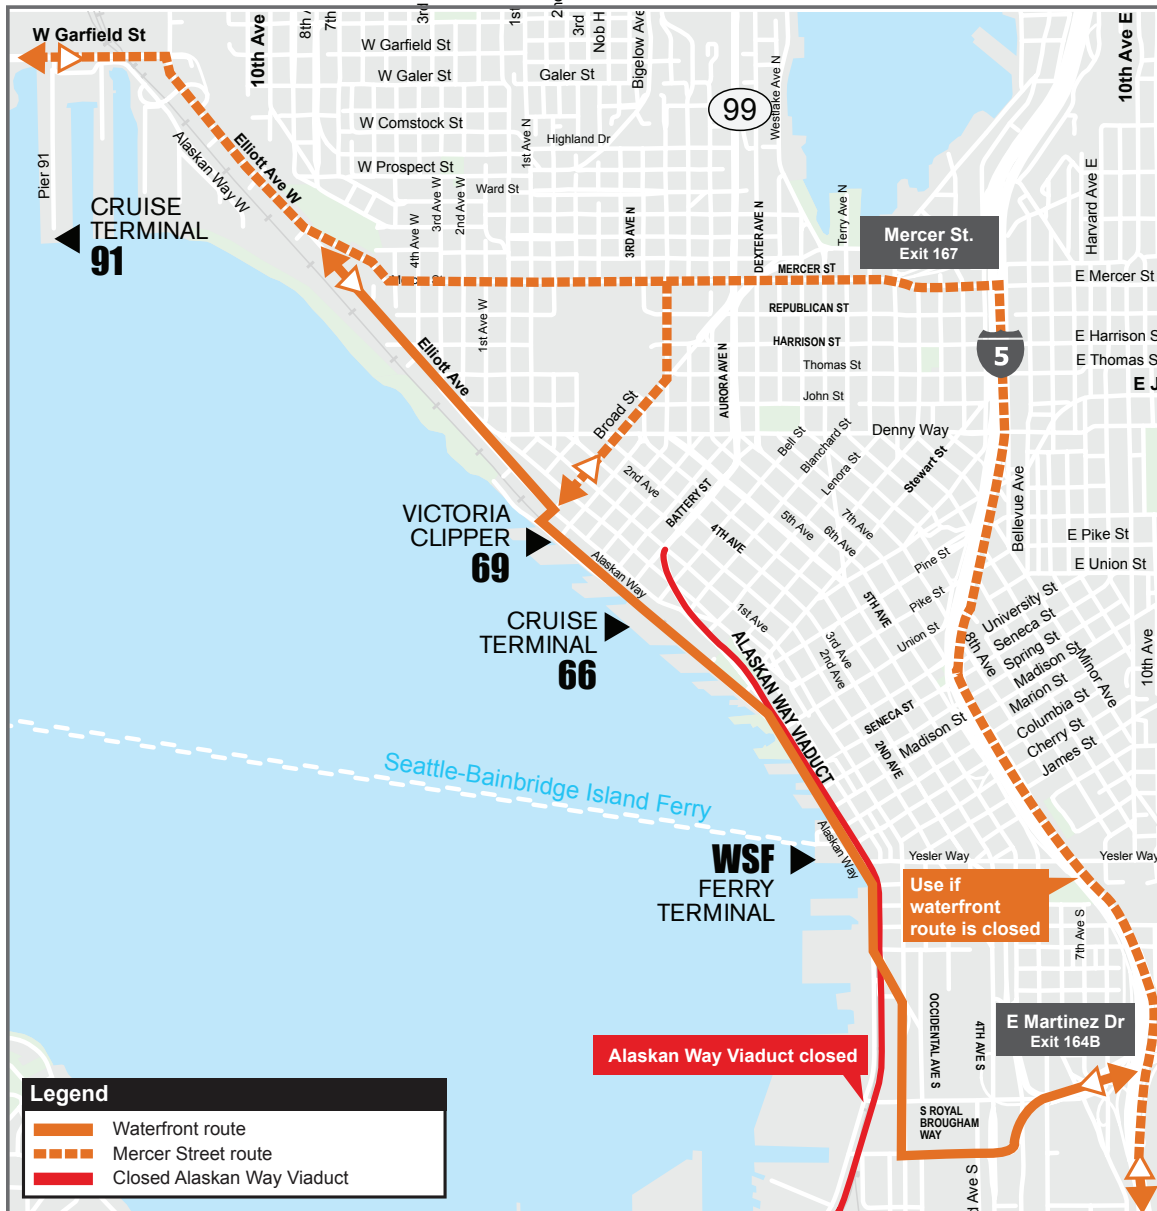 W Garfield St
10th Ave
8th A
7th
3rd
1st
2n
3rd
Nob H
Bigelow Ave
W Garfield St
W Galer St
Galer St
99
Westlake Ave N
10th Ave E
W Comstock St
1st Ave N
Highland Dr
W Prospect St
Ward St
Elliott Ave W
Alaskan Way W
Pier 91
CRUISE
TERMINAL
91
4th Ave W
3rd Ave W
2nd Ave W
3RD AVE N
DEXTER AVE N
Terry Ave N
Harvard Ave E
Mercer St.
Exit 167
MERCER ST
E Mercer St
REPUBLICAN ST
1st Ave W
HARRISON ST
E Harrison S
Thomas St
E Thomas S
5
Elliott Ave
AURORA AVE N
John St
E J
Broad St
Denny Way
Bell St
Blanchard St
Lenora St
Stewart St
2nd Ave
BATTERY ST
4TH AVE
5th Ave
6th Ave
7th Ave
Bellevue Ave
VICTORIA
CLIPPER
69
E Pike St
Pine St
E Union St
Alaskan Way
1st Ave
5TH AVE
Pike St
Union St
University St
Seneca St
Spring St
Madison St
Marion St
Columbia St
Cherry St
James St
8th Ave
Minor Ave
10th Ave
CRUISE
TERMINAL
66
ALASKAN WAY VIADUCT
3rd Ave
2nd Ave
SENECA ST
2ND AVE
Madison St
Seattle-Bainbridge Island Ferry
Alaskan Way
WSF
FERRY
TERMINAL
Yesler Way
Yesler Way
Use if
waterfront
route is closed
7th Ave S
OCCIDENTAL AVE S
4TH AVE S
E Martinez Dr
Exit 164B
Alaskan Way Viaduct closed
S ROYAL
BROUGHAM
WAY
d Ave S
Legend
Waterfront route
Mercer Street route
Closed Alaskan Way Viaduct